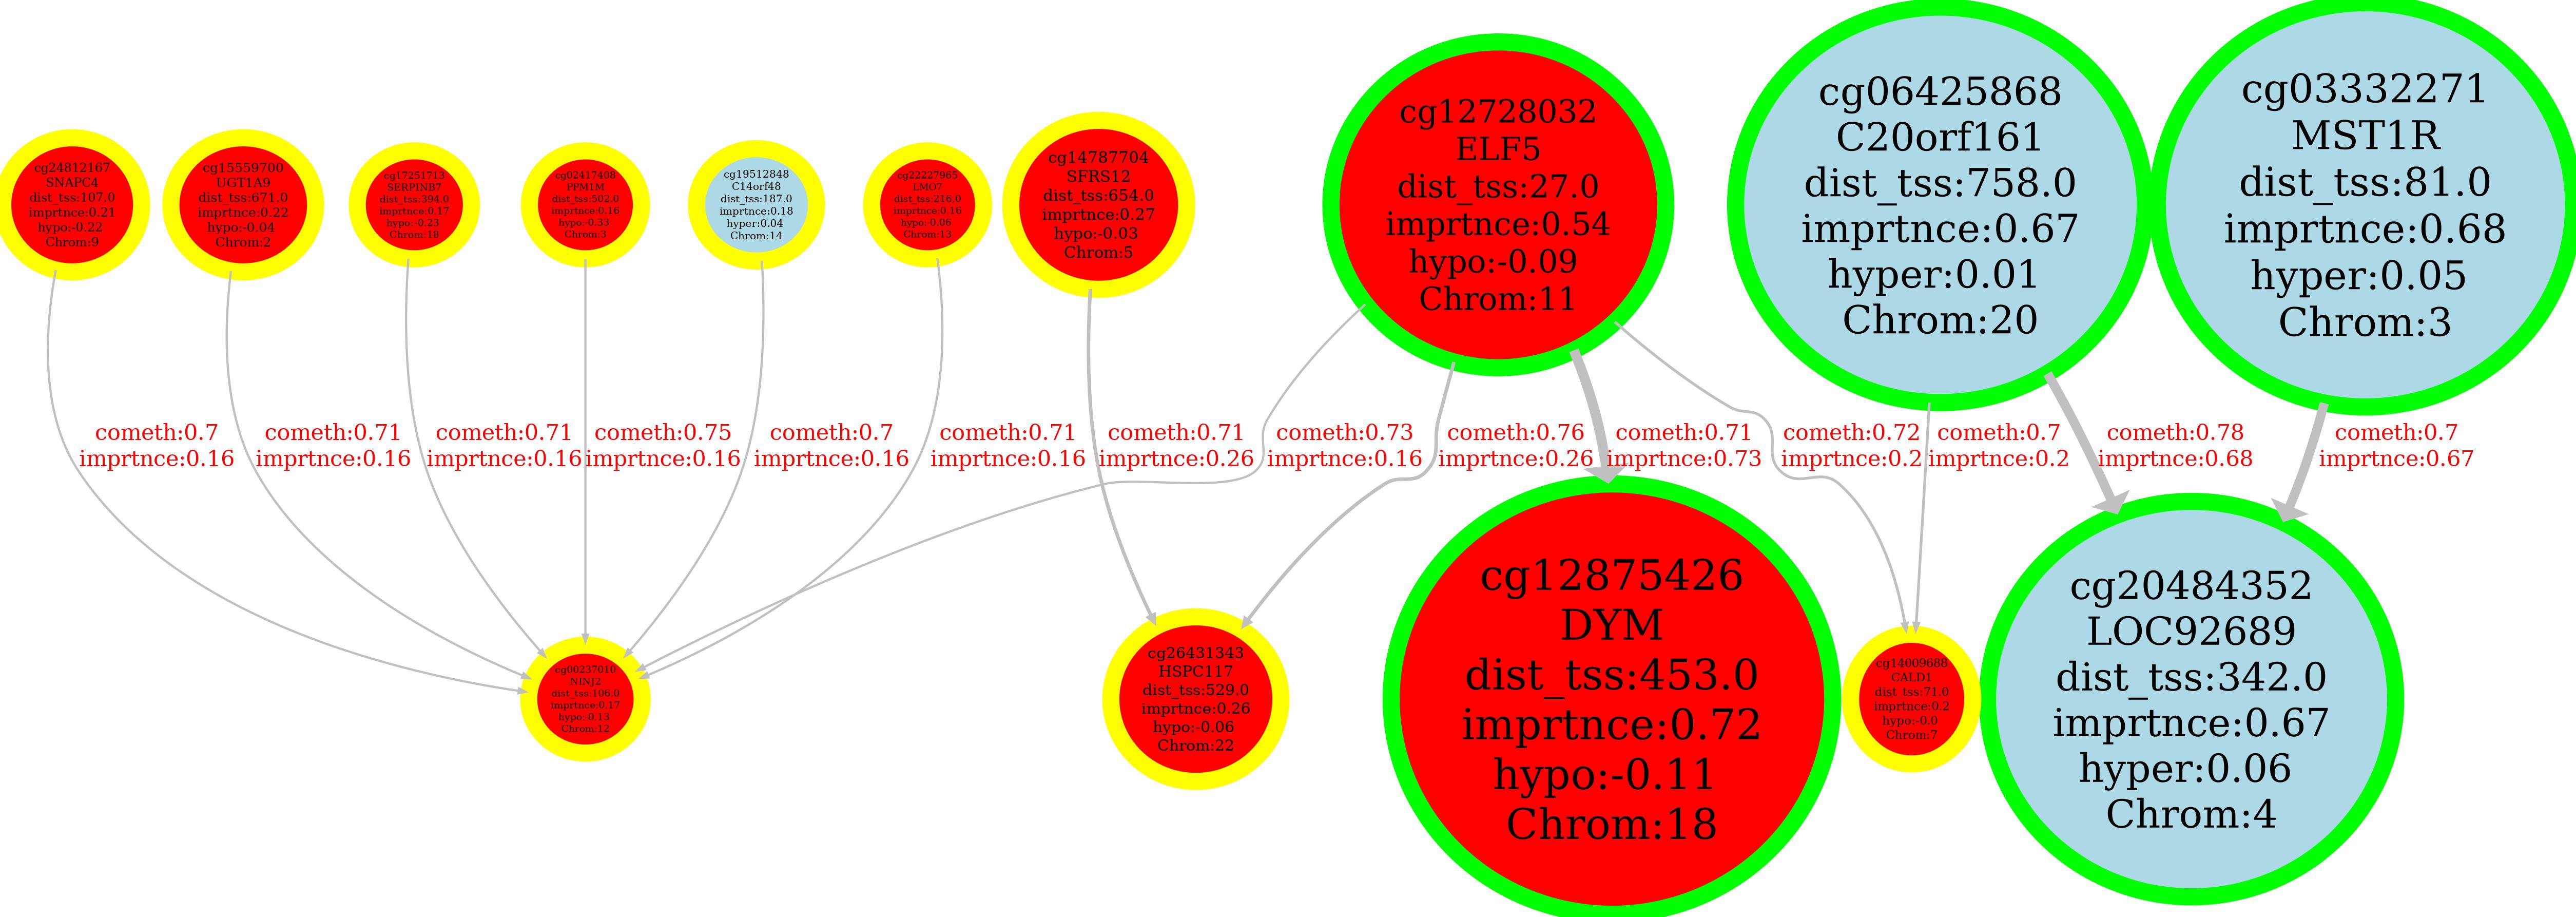 cg24812167
SNAPC4
dist_tss:107.0
imprtnce:0.21
hypo:-0.22
Chrom:9
cg15559700
UGT1A9
dist_tss:671.0
imprtnce:0.22
hypo:-0.04
Chrom:2
cg17251713
SERPINB7
dist_tss:394.0
imprtnce:0.17
hypo:-0.23
Chrom:18
cg02417408
PPM1M
dist_tss:502.0
imprtnce:0.16
hypo:-0.33
Chrom:3
cg19512848
C14orf48
dist_tss:187.0
imprtnce:0.18
hyper:0.04
Chrom:14
cg22227965
LMO7
dist_tss:216.0
imprtnce:0.16
hypo:-0.06
Chrom:13
cg14787704
SFRS12
dist_tss:654.0
imprtnce:0.27
hypo:-0.03
Chrom:5
cg12728032
ELF5
dist_tss:27.0
imprtnce:0.54
hypo:-0.09
Chrom:11
cg06425868
C20orf161
dist_tss:758.0
imprtnce:0.67
hyper:0.01
Chrom:20
cg03332271
MST1R
dist_tss:81.0
imprtnce:0.68
hyper:0.05
Chrom:3
cometh:0.7
imprtnce:0.16
cometh:0.71
imprtnce:0.16
cometh:0.71
imprtnce:0.16
cometh:0.75
imprtnce:0.16
cometh:0.7
imprtnce:0.16
cometh:0.71
imprtnce:0.16
cometh:0.71
imprtnce:0.26
cometh:0.73
imprtnce:0.16
cometh:0.76
imprtnce:0.26
cometh:0.71
imprtnce:0.73
cometh:0.72
imprtnce:0.2
cometh:0.7
imprtnce:0.2
cometh:0.78
imprtnce:0.68
cometh:0.7
imprtnce:0.67
cg00237010
NINJ2
dist_tss:106.0
imprtnce:0.17
hypo:-0.13
Chrom:12
cg26431343
HSPC117
dist_tss:529.0
imprtnce:0.26
hypo:-0.06
Chrom:22
cg12875426
DYM
dist_tss:453.0
imprtnce:0.72
hypo:-0.11
Chrom:18
cg14009688
CALD1
dist_tss:71.0
imprtnce:0.2
hypo:-0.0
Chrom:7
cg20484352
LOC92689
dist_tss:342.0
imprtnce:0.67
hyper:0.06
Chrom:4